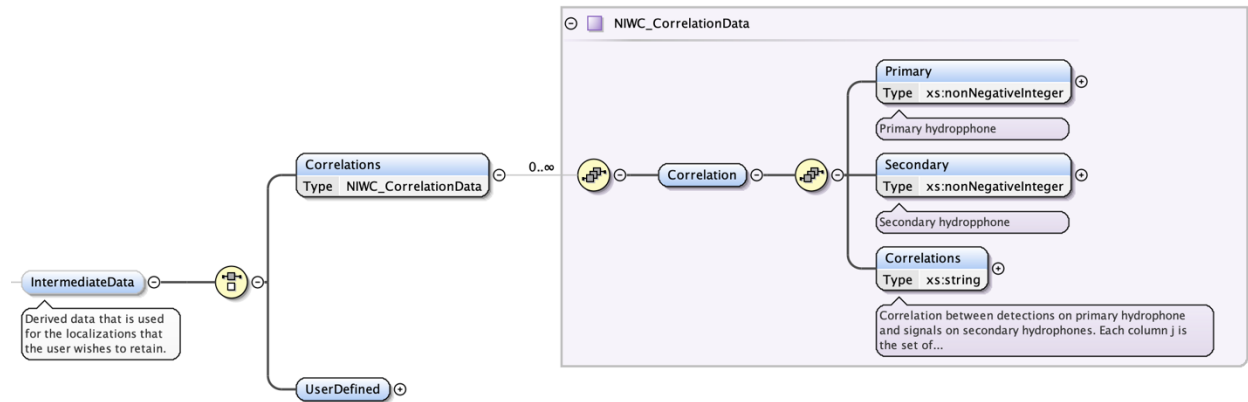 NIWC_CorrelationData
Primary
Type xs:nonNegativeInteger
Primary hydropphone
Correlations
Type NIWC_CorrelationData
0..∞
Correlation
Secondary
Type xs:nonNegativeInteger
Secondary hydropphone
Correlations
Type xs:string
Correlation between detections on primary hydrophone
and signals on secondary hydrophones. Each column j is
the set of...
IntermediateData
Derived data that is used
for the localizations that
the user wishes to retain.
UserDefined